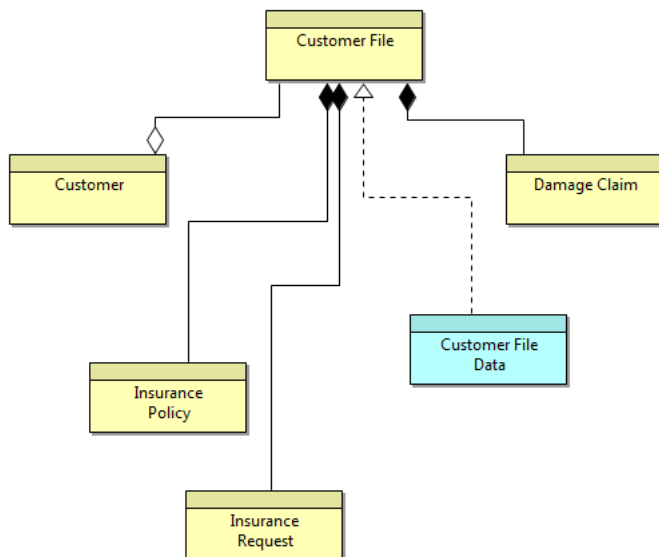 Customer File
Customer
Damage Claim
Customer File
Data
Insurance
Policy
Insurance
Request